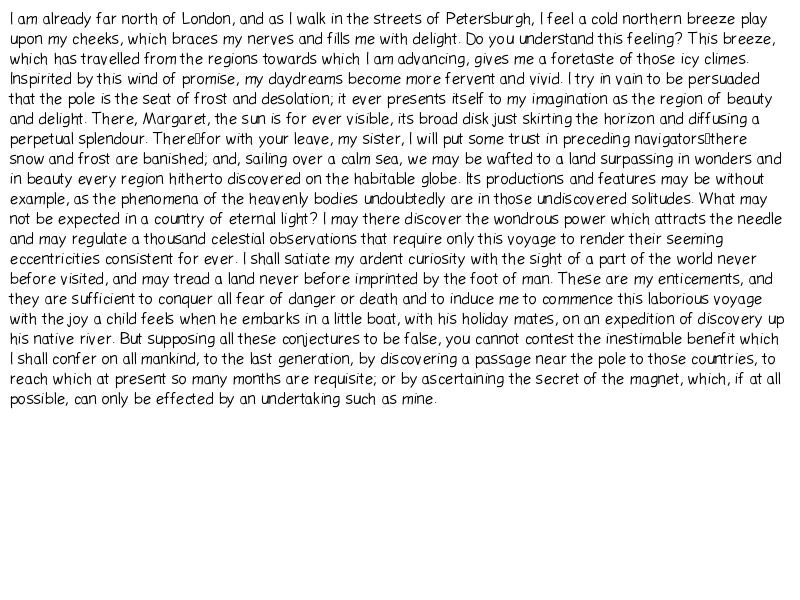 I am already far north of London, and as I walk in the streets of Petersburgh, I feel a cold northern breeze play
upon my cheeks, which braces my nerves and fills me with delight. Do you understand this feeling? This breeze,
which has travelled from the regions towards which I am advancing, gives me a foretaste of those icy climes.
Inspirited by this wind of promise, my daydreams become more fervent and vivid. I try in vain to be persuaded
that the pole is the seat of frost and desolation; it ever presents itself to my imagination as the region of beauty
and delight. There, Margaret, the sun is for ever visible, its broad disk just skirting the horizon and diffusing a
perpetual splendour. There▯for with your leave, my sister, I will put some trust in preceding navigators▯there
snow and frost are banished; and, sailing over a calm sea, we may be wafted to a land surpassing in wonders and
in beauty every region hitherto discovered on the habitable globe. Its productions and features may be without
example, as the phenomena of the heavenly bodies undoubtedly are in those undiscovered solitudes. What may
not be expected in a country of eternal light? I may there discover the wondrous power which attracts the needle
and may regulate a thousand celestial observations that require only this voyage to render their seeming
eccentricities consistent for ever. I shall satiate my ardent curiosity with the sight of a part of the world never
before visited, and may tread a land never before imprinted by the foot of man. These are my enticements, and
they are sufficient to conquer all fear of danger or death and to induce me to commence this laborious voyage
with the joy a child feels when he embarks in a little boat, with his holiday mates, on an expedition of discovery up
his native river. But supposing all these conjectures to be false, you cannot contest the inestimable benefit which
I shall confer on all mankind, to the last generation, by discovering a passage near the pole to those countries, to
reach which at present so many months are requisite; or by ascertaining the secret of the magnet, which, if at all
possible, can only be effected by an undertaking such as mine.